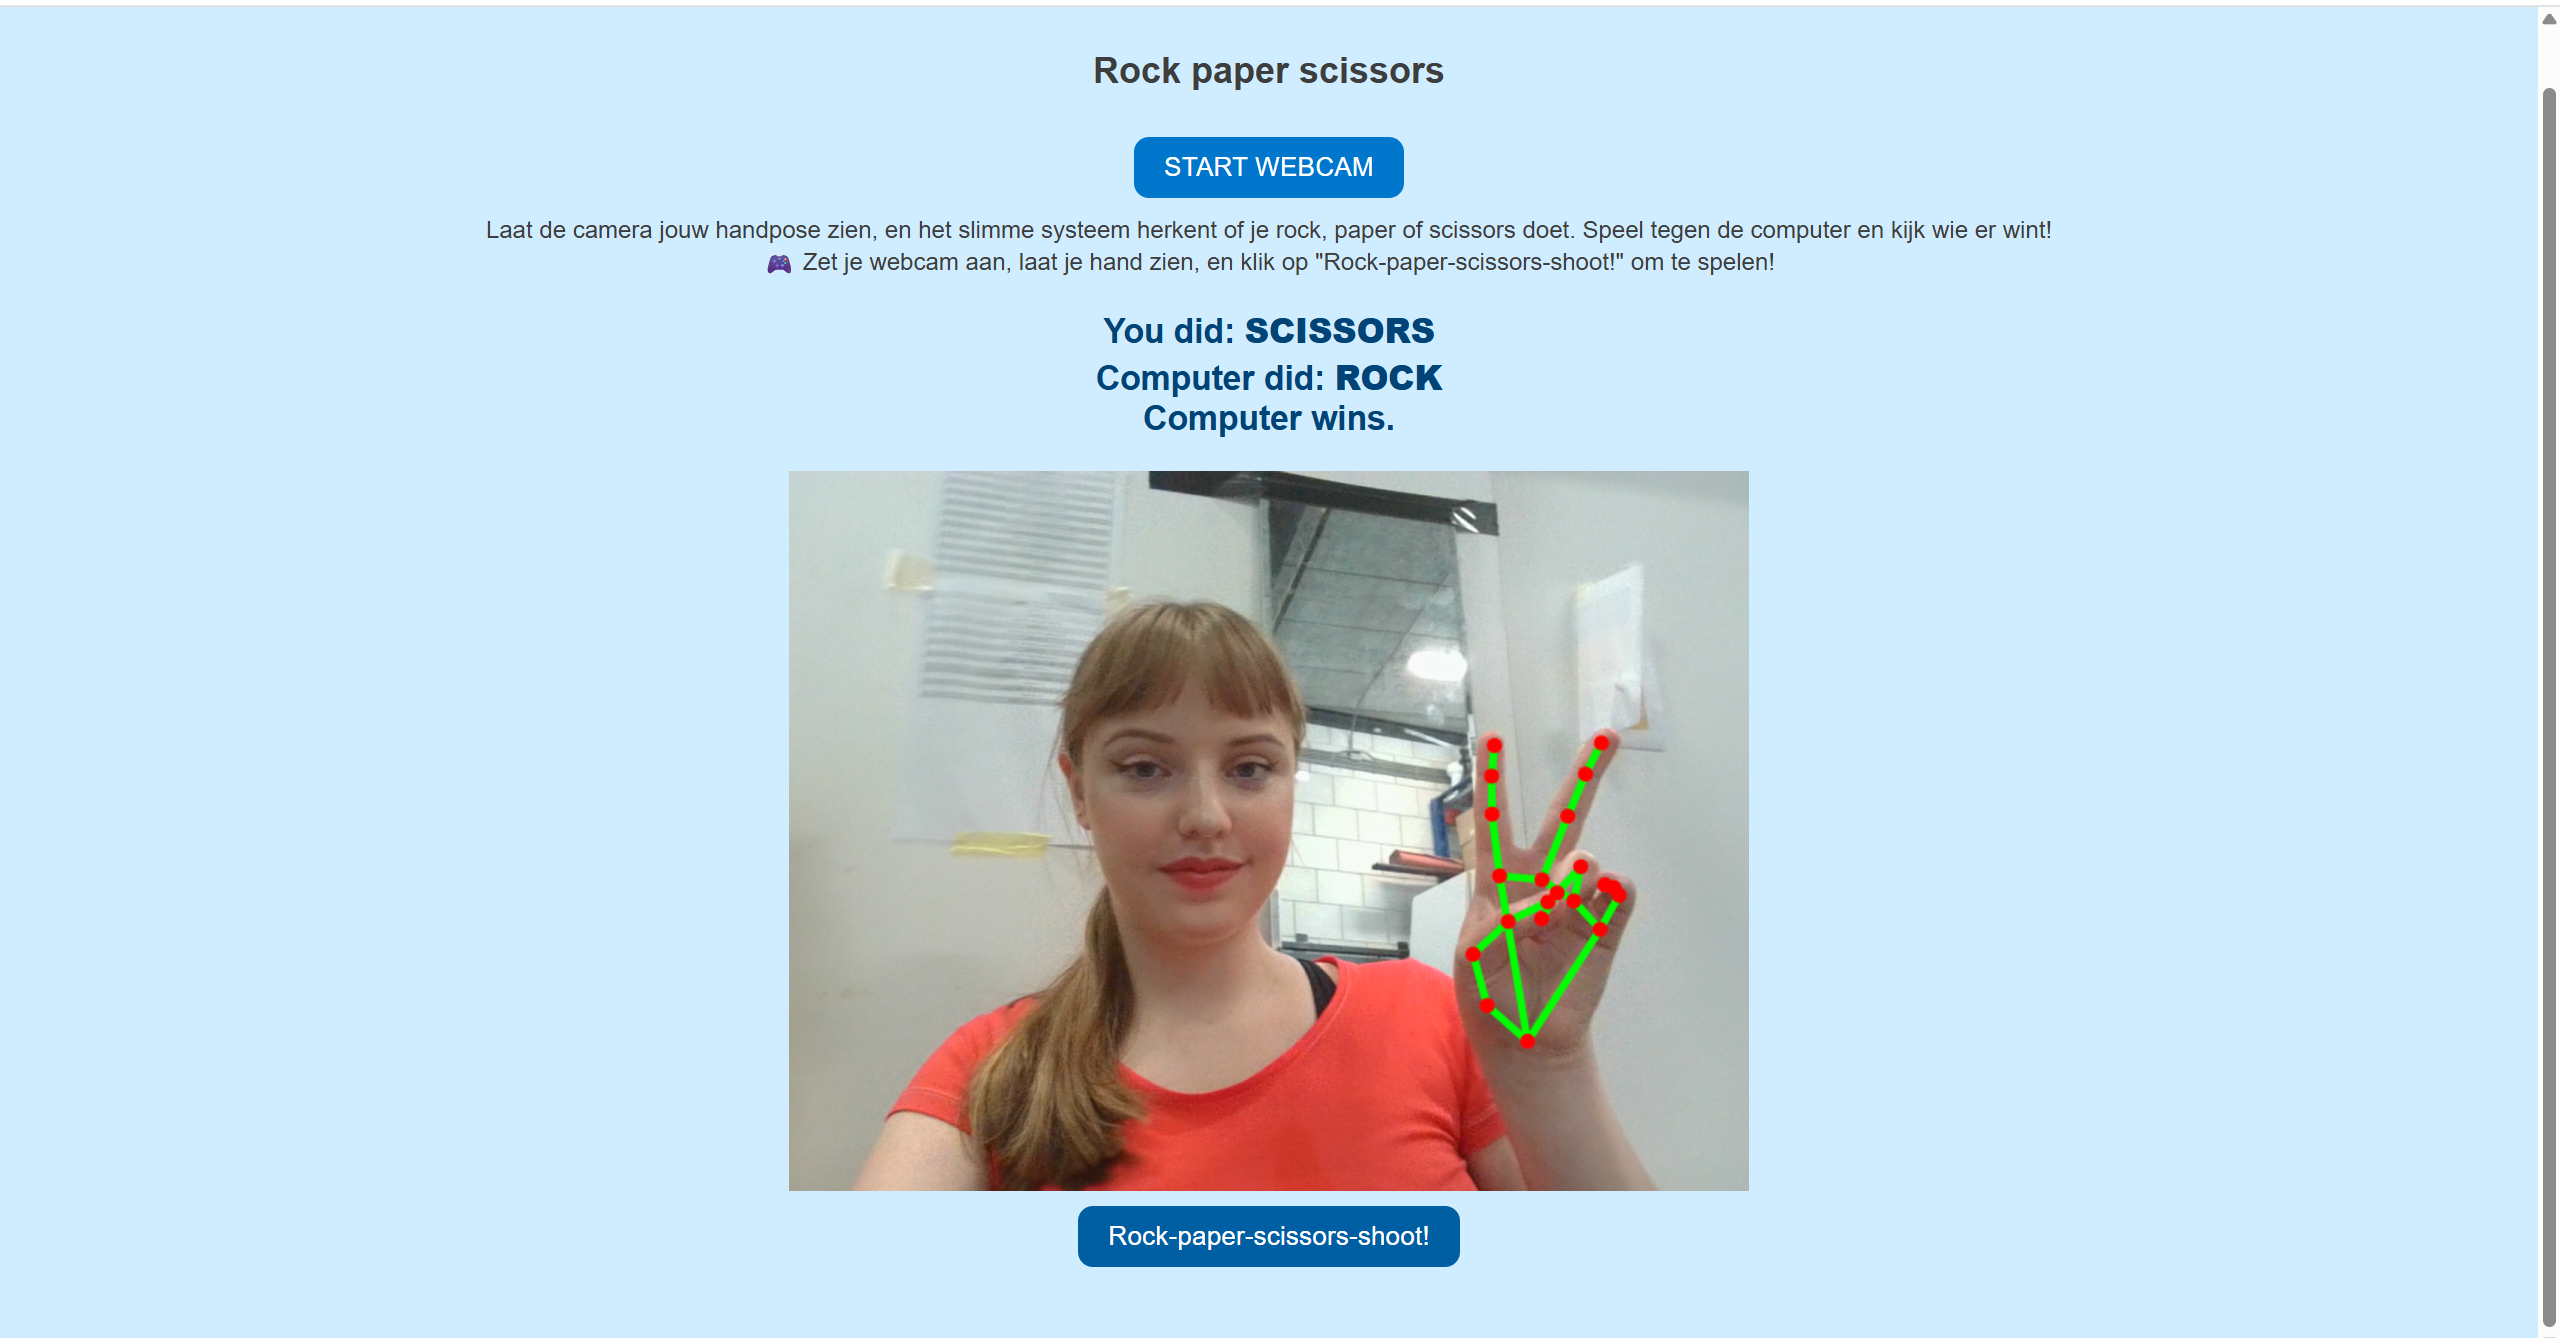 Rock paper scissors
START WEBCAM
Laat de camera jouw handpose zien, en het slimme systeem herkent of je rock, paper of scissors doet. Speel tegen de computer en kijk wie er wint!
🎮 Zet je webcam aan, laat je hand zien, en klik op "Rock-paper-scissors-shoot!" om te spelen!
You did: SCISSORS
Computer did: ROCK
Computer wins.
Rock-paper-scissors-shoot!